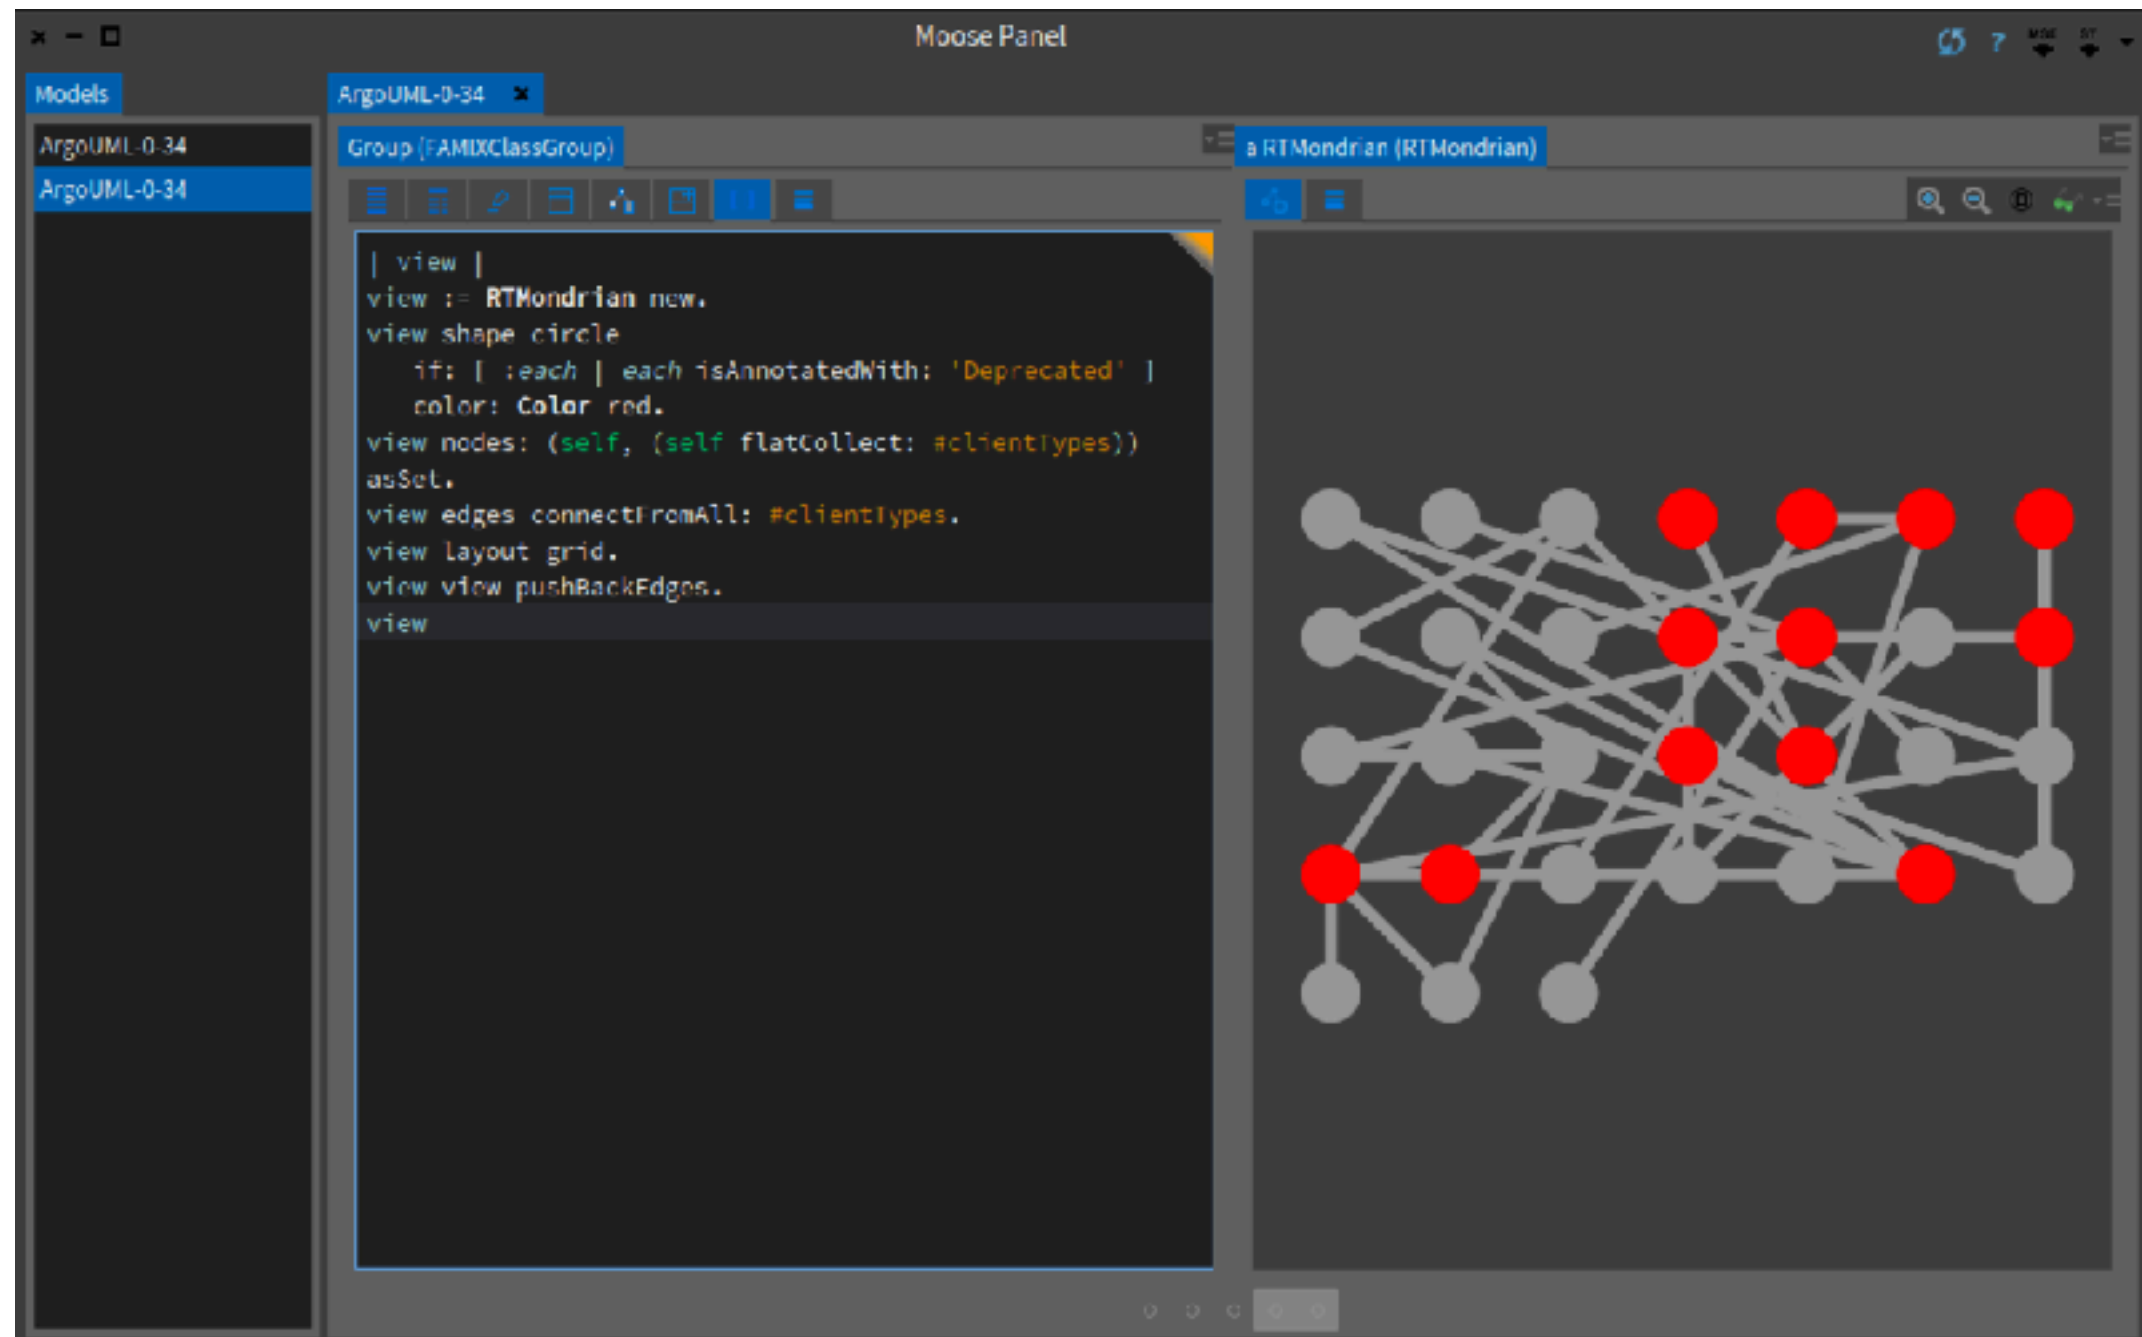 Moose Panel
?
MSE
ST
Models
ArgoUML-0-34
ArgoUML-0-34
ArgoUML-0-34
Group (FAMIXClassGroup)
a RTMondrian (RTMondrian)
| view |
view := RTMondrian new.
view shape circle
if: [ :each | each isAnnotatedWith: 'Deprecated' ]
color: Color red.
view nodes: (self, (self flatCollect: #clientTypes))
asSet.
view edges connectFromAll: #clientTypes.
view layout grid.
view view pushBackEdges.
view